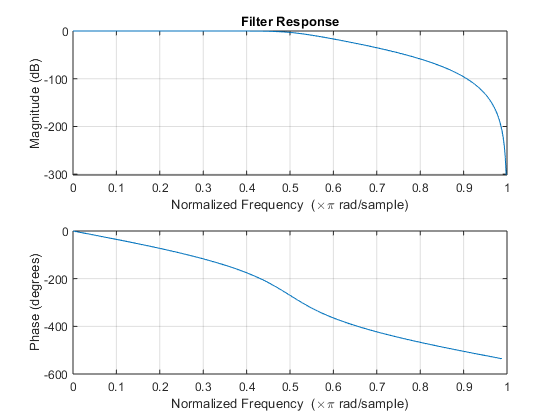 Filter Response
Magnitude (dB)
0
-100
-200
-300
0 0.1 0.2 0.3 0.4 0.5 0.6 0.7 0.8 0.9 1
Normalized Frequency (×π rad/sample)
Phase (degrees)
0
-200
-400
-600
0 0.1 0.2 0.3 0.4 0.5 0.6 0.7 0.8 0.9 1
Normalized Frequency (×π rad/sample)